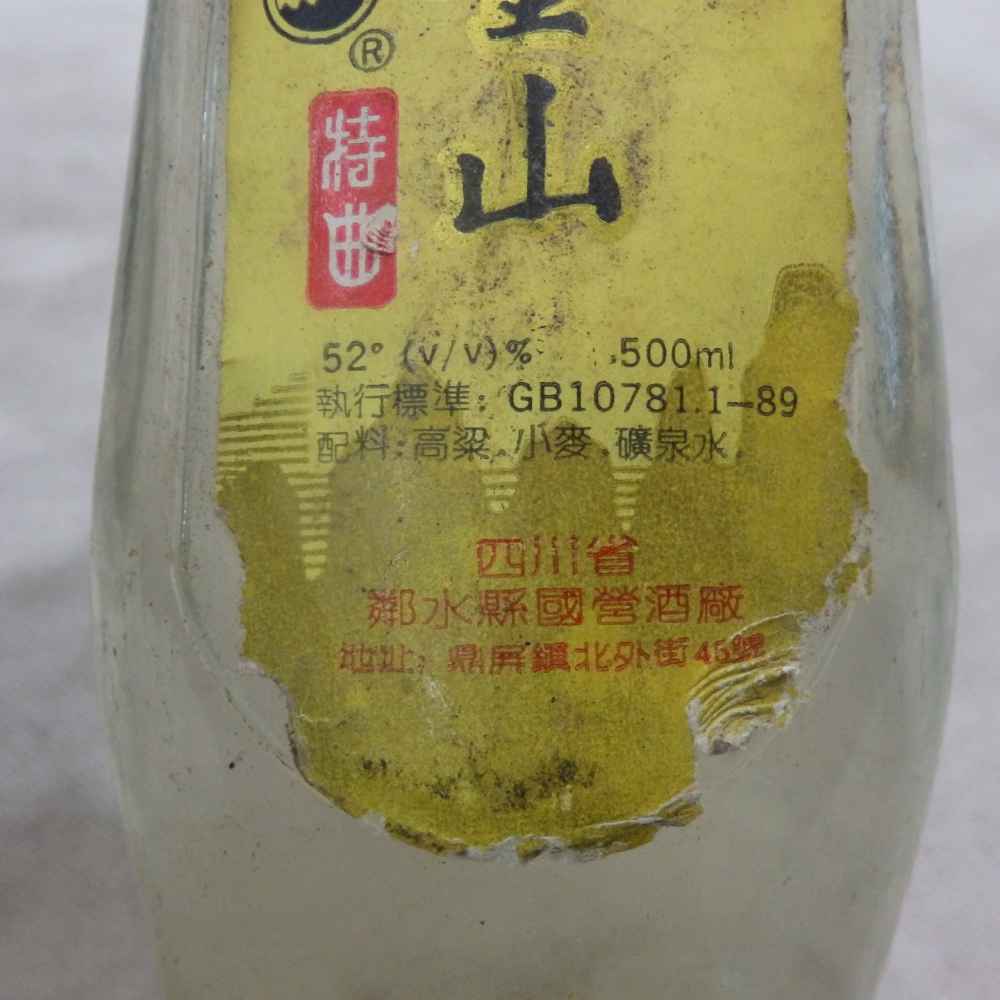 ®
山
特曲
52° (v/v)% 500ml
執行標準: GB10781.1-89
配料:高粱.小麥.礦泉水.
四川省
鄰水縣國營酒廠
地址: 鼎屏鎮北外街45號